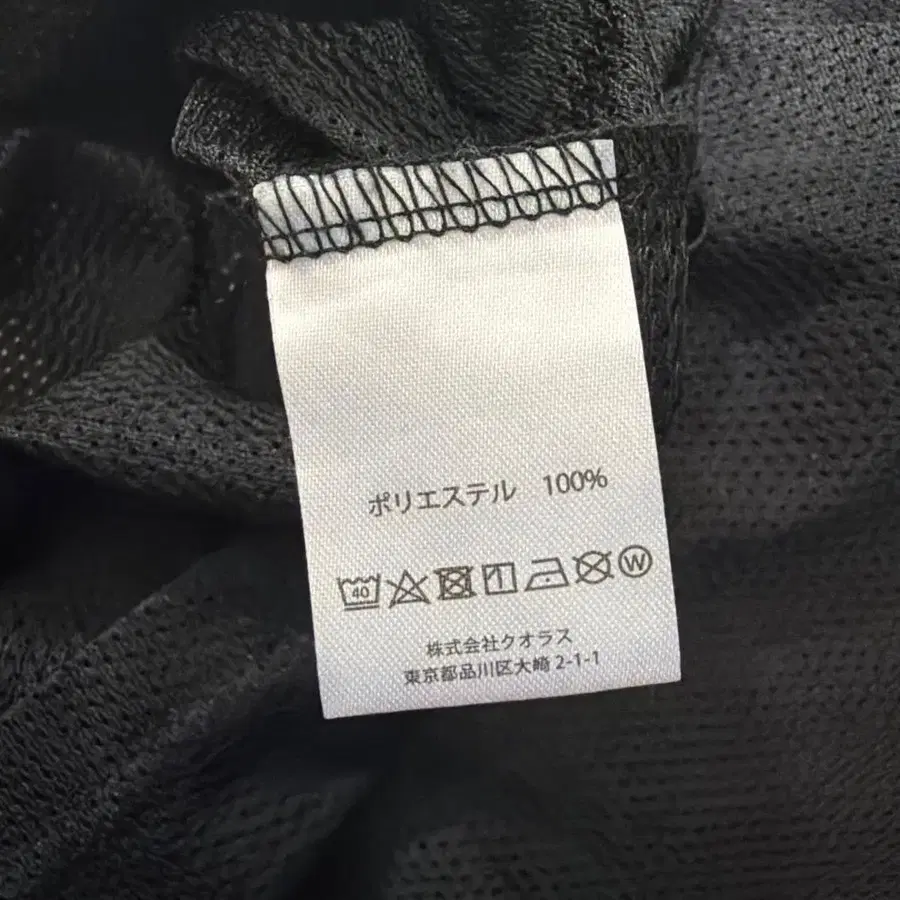 ポリエステル 100%
40 W
株式会社クオラス
東京都品川区大崎 2-1-1